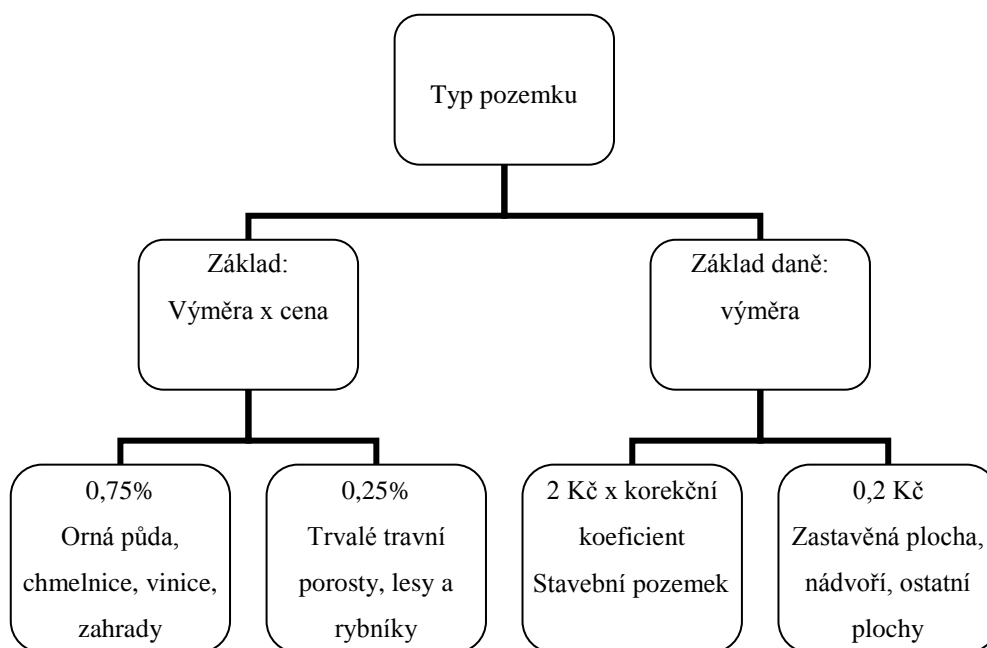 Typ pozemku
Základ:
Výměra x cena
Základ daně:
výměra
0,75%
Orná půda,
chmelnice, vinice,
zahrady
0,25%
Trvalé travní
porosty, lesy a
rybníky
2 Kč x korekční
koeficient
Stavební pozemek
0,2 Kč
Zastavěná plocha,
nádvoří, ostatní
plochy